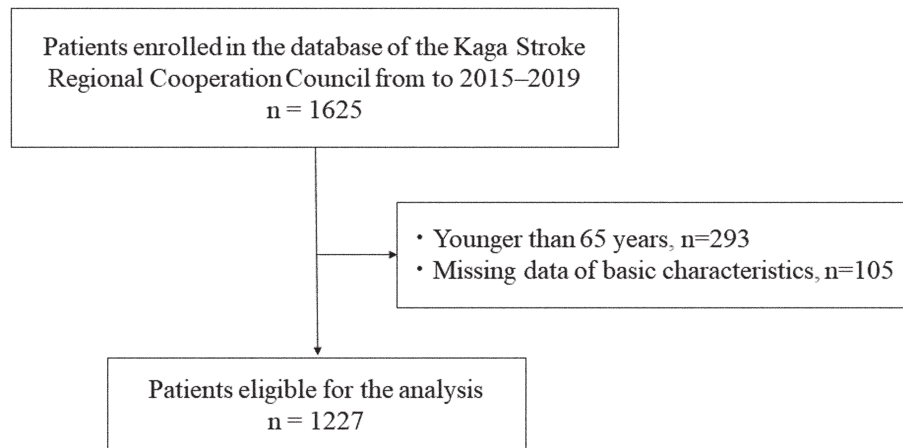 Patients enrolled in the database of the Kaga Stroke
Regional Cooperation Council from to 2015–2019
n = 1625
・Younger than 65 years, n=293
・Missing data of basic characteristics, n=105
Patients eligible for the analysis
n = 1227